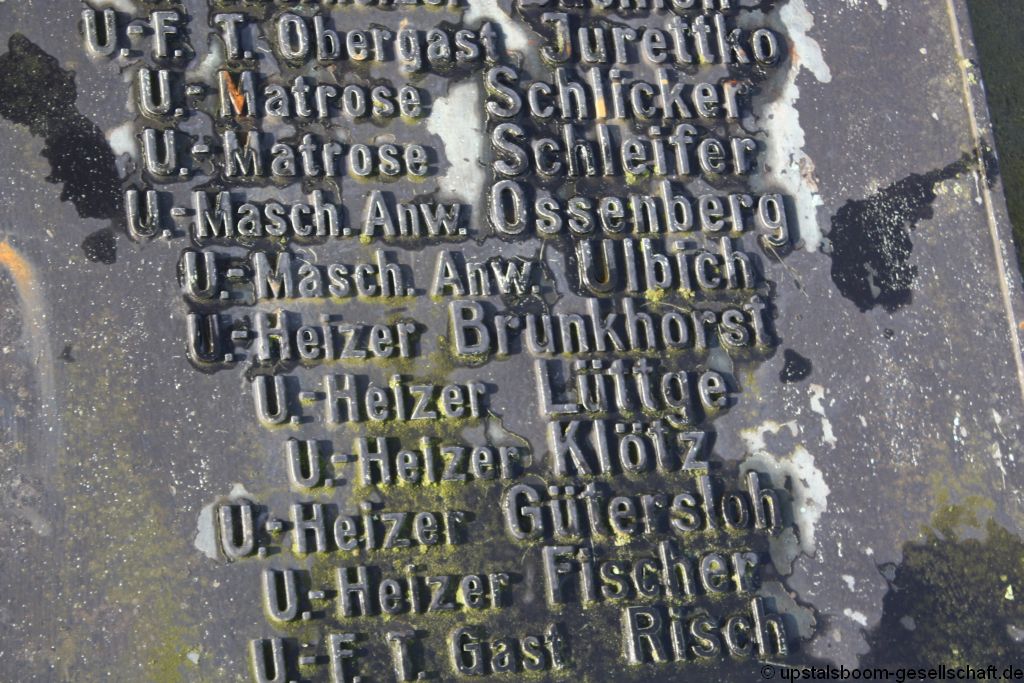 U.-F. T. Obergast Jurettko
U.-Matrose Schlicker
U.-Matrose Schleifer
U.-Masch. Anw. Ossenberg
U.-Masch. Anw. Ulbich
U.-Heizer Brunkhorst
U.-Heizer Lüttge
U.-Heizer Klötz
U.-Heizer Gütersloh
U.-Heizer Fischer
U.-F. T. Gast Risch
© upstalsboom-gesellschaft.de